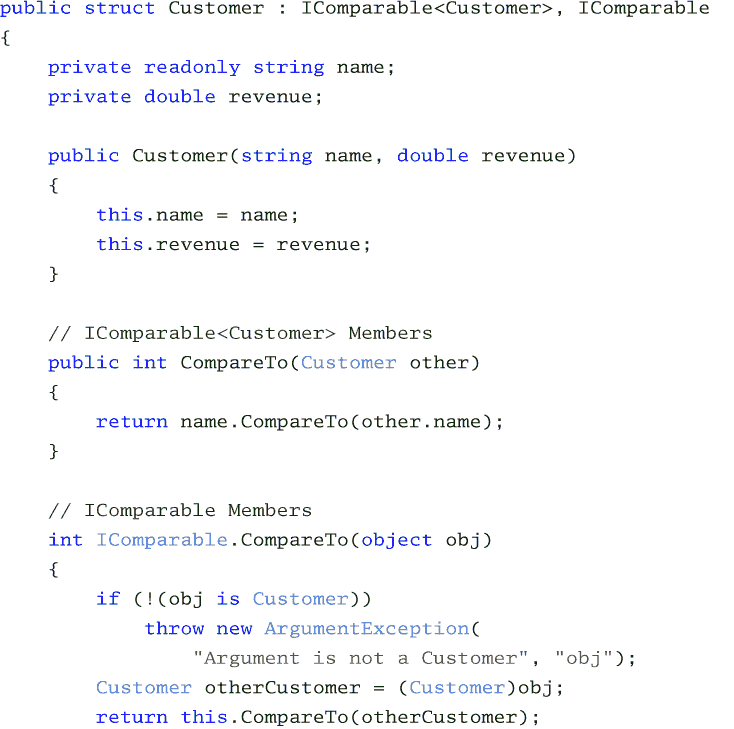 public struct Customer : IComparable<Customer>, IComparable
{
    private readonly string name;
    private double revenue;

    public Customer(string name, double revenue)
    {
        this.name = name;
        this.revenue = revenue;
    }

    // IComparable<Customer> Members
    public int CompareTo(Customer other)
    {
        return name.CompareTo(other.name);
    }

    // IComparable Members
    int IComparable.CompareTo(object obj)
    {
        if (!(obj is Customer))
            throw new ArgumentException(
                "Argument is not a Customer", "obj");
        Customer otherCustomer = (Customer)obj;
        return this.CompareTo(otherCustomer);